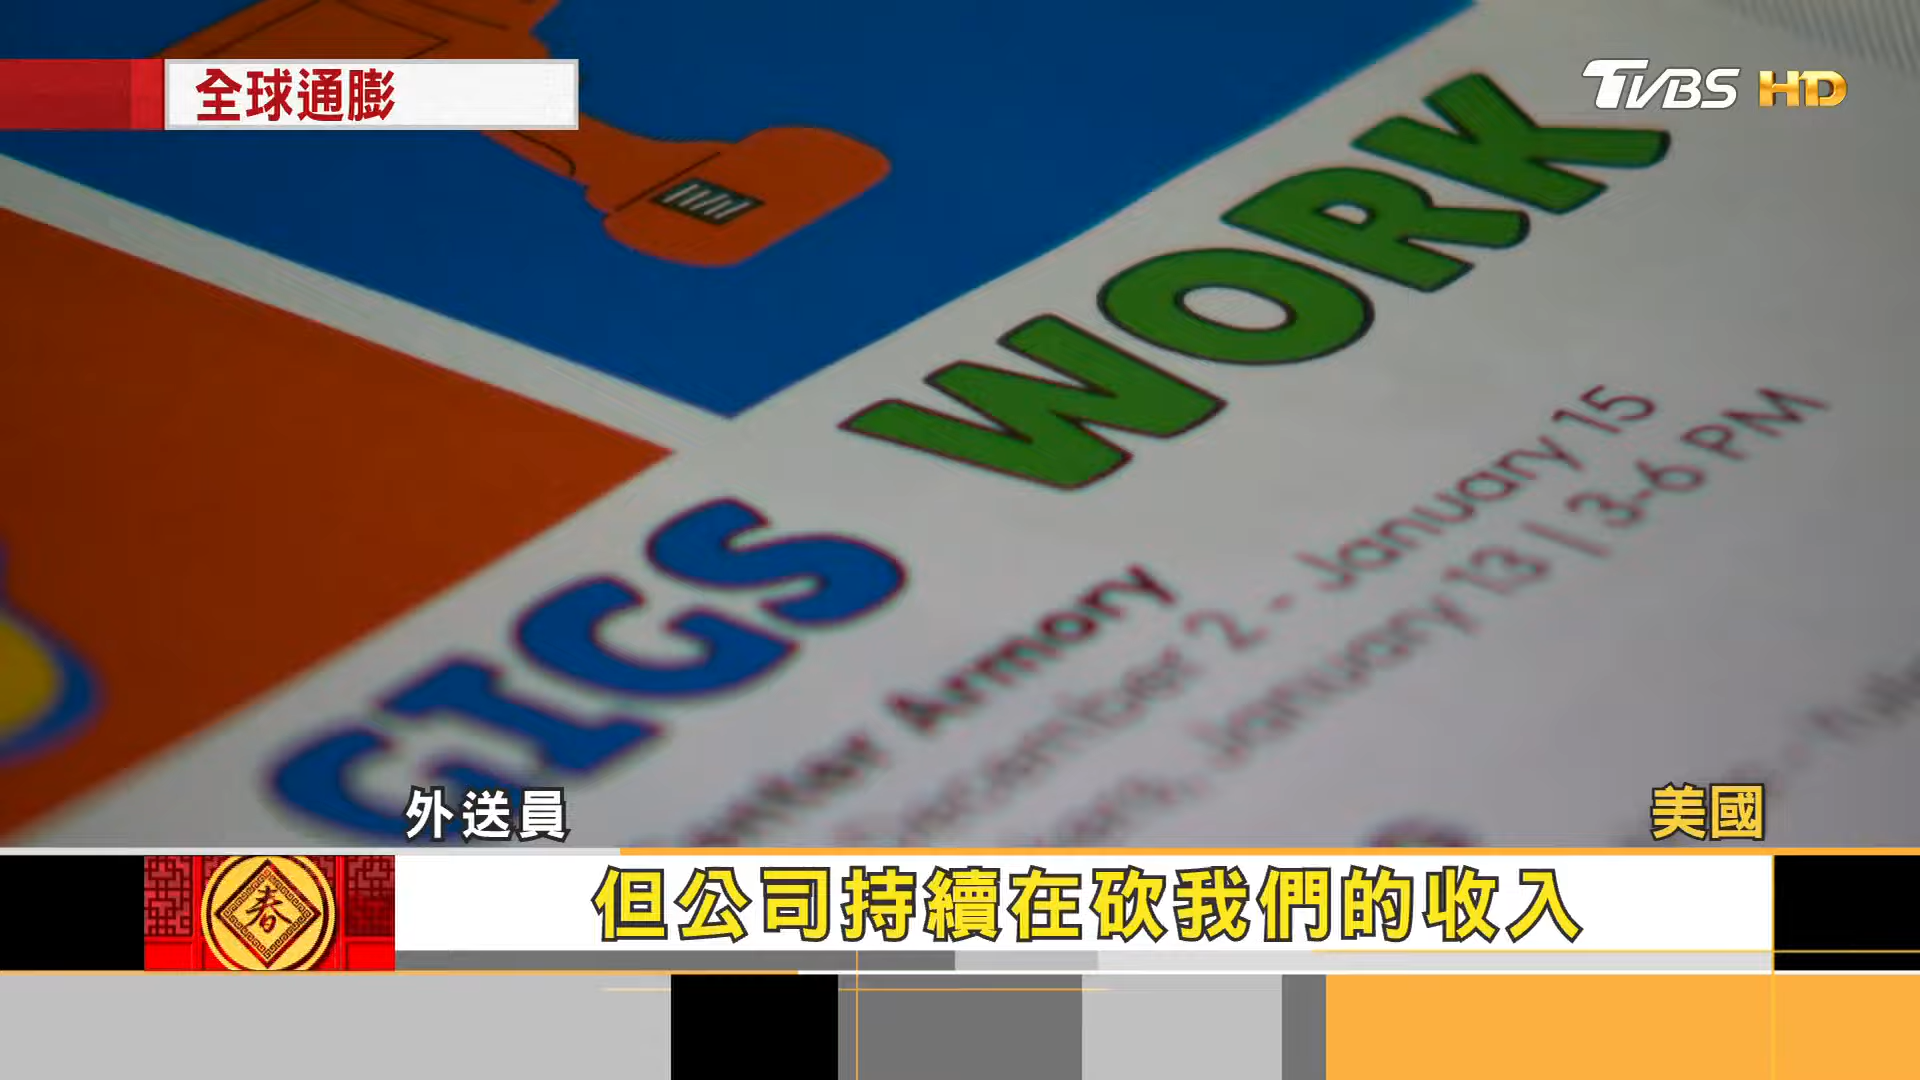 全球通膨
TVBS HD
WORK
GIGS
Armory
2 - January 15
January 13 | 3-6 PM
外送員
美國
春
但公司持續在砍我們的收入